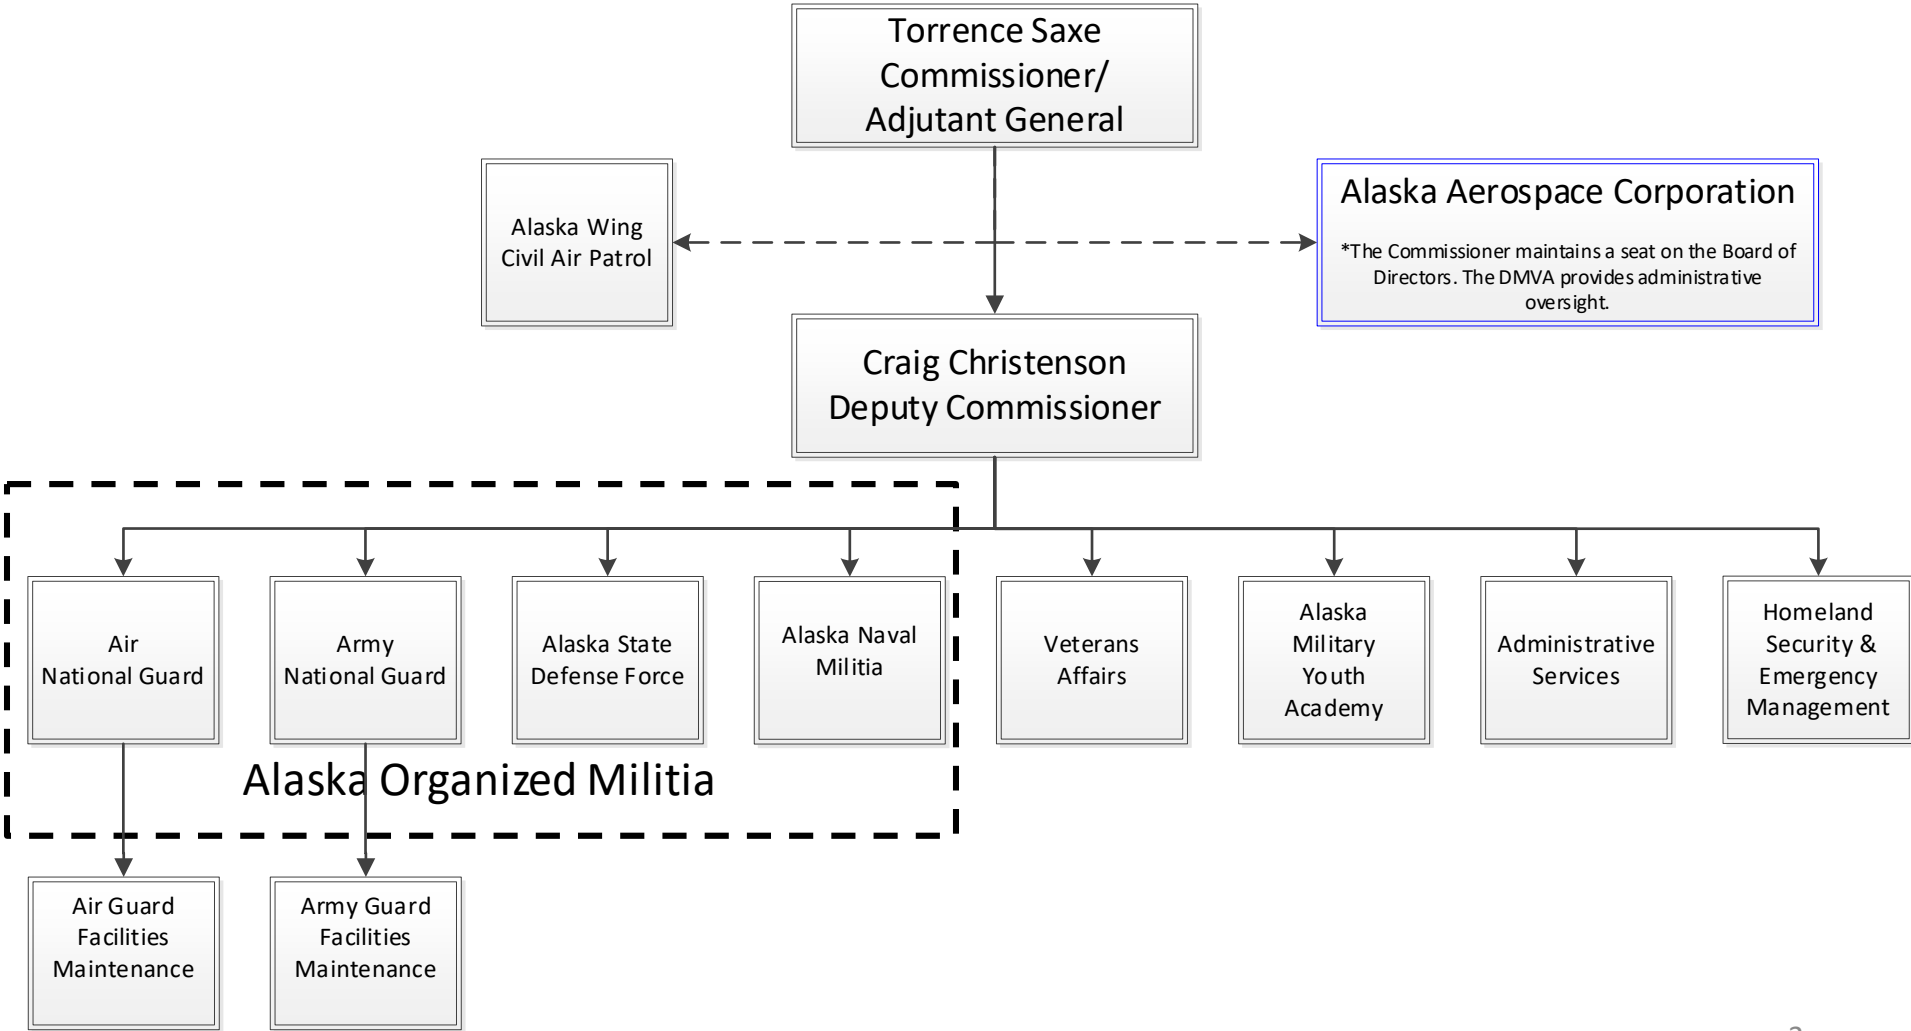 Torrence Saxe
Commissioner/
Adjutant General
Alaska Wing
Civil Air Patrol
Alaska Aerospace Corporation
*The Commissioner maintains a seat on the Board of
Directors. The DMVA provides administrative
oversight.
Craig Christenson
Deputy Commissioner
Air
National Guard
Army
National Guard
Alaska State
Defense Force
Alaska Naval
Militia
Veterans
Affairs
Alaska
Military
Youth
Academy
Administrative
Services
Homeland
Security &
Emergency
Management
Alaska Organized Militia
Air Guard
Facilities
Maintenance
Army Guard
Facilities
Maintenance